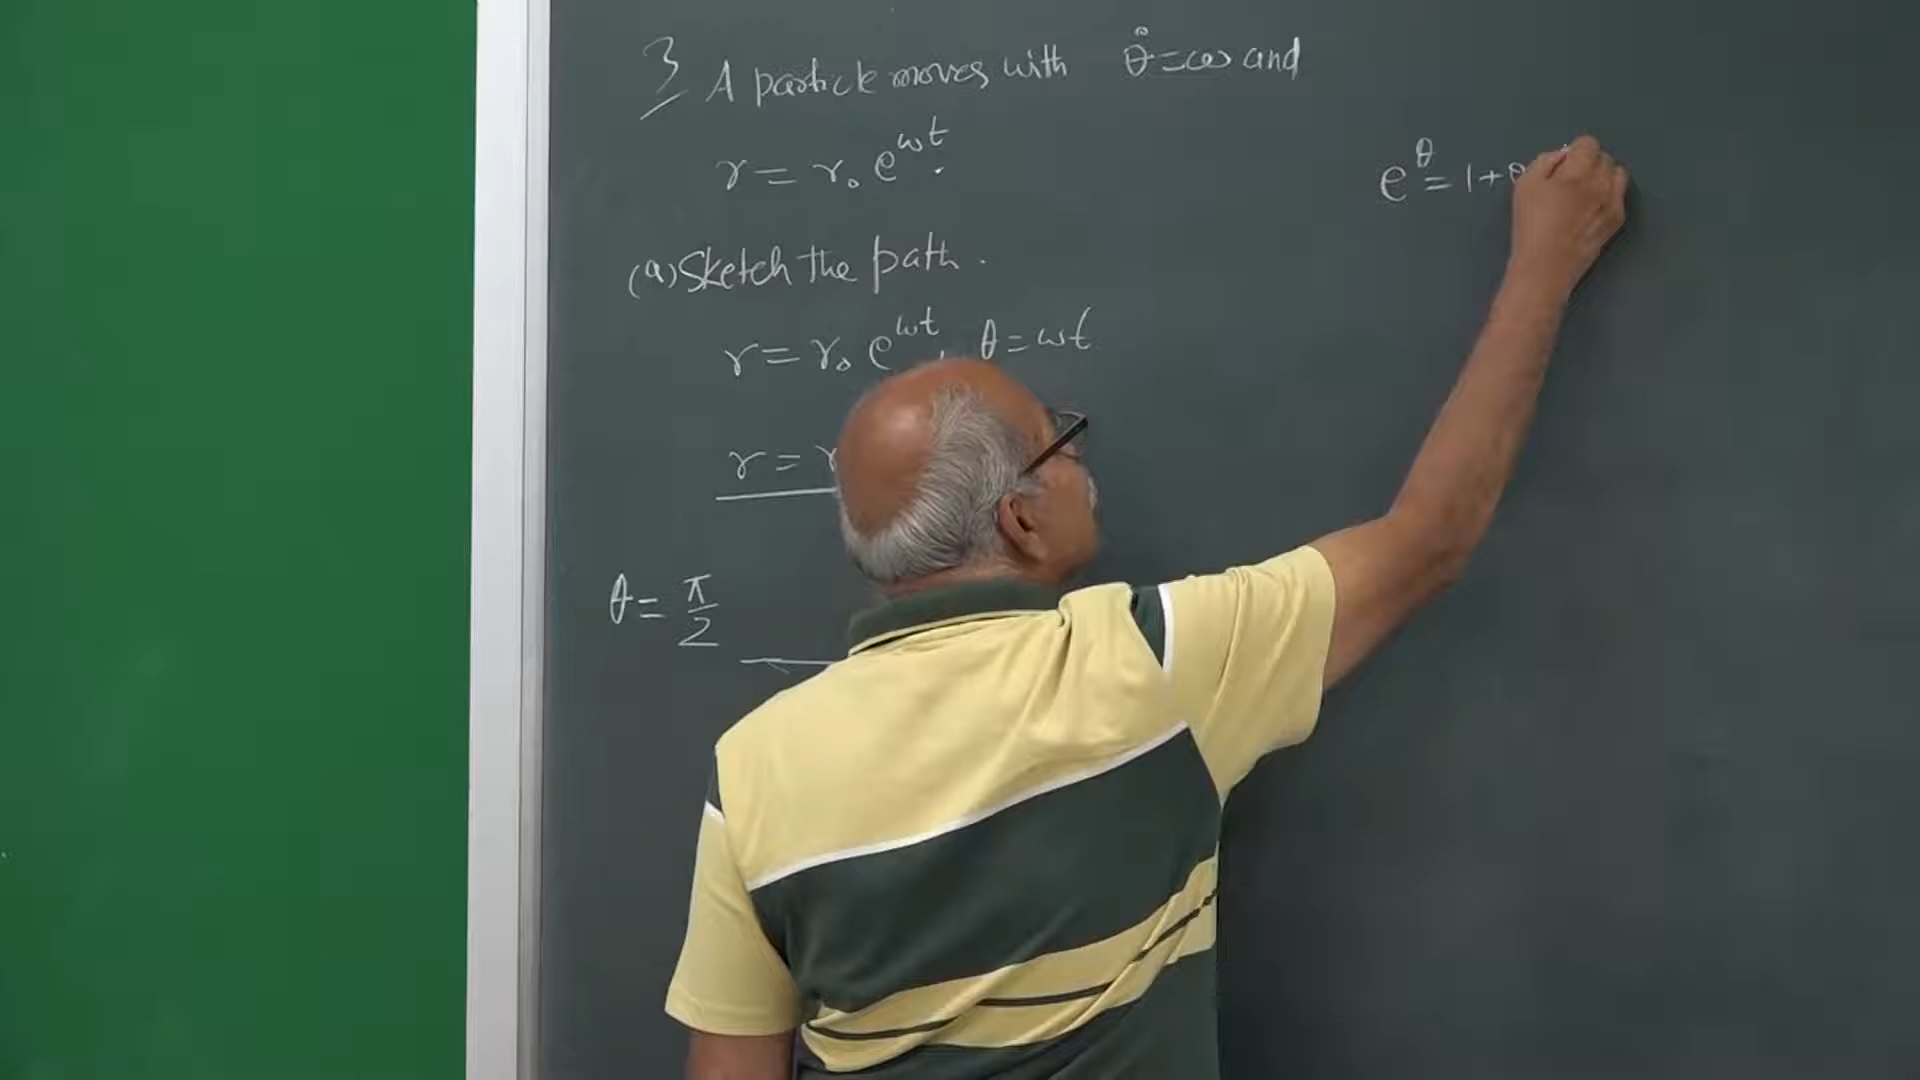 3 A particle moves with θ̇ = ω and
r = r₀ e^ωt.
(a) Sketch the path.
r = r₀ e^ωt, θ = ωt
r =
θ = π/2
e^θ = 1 + θ